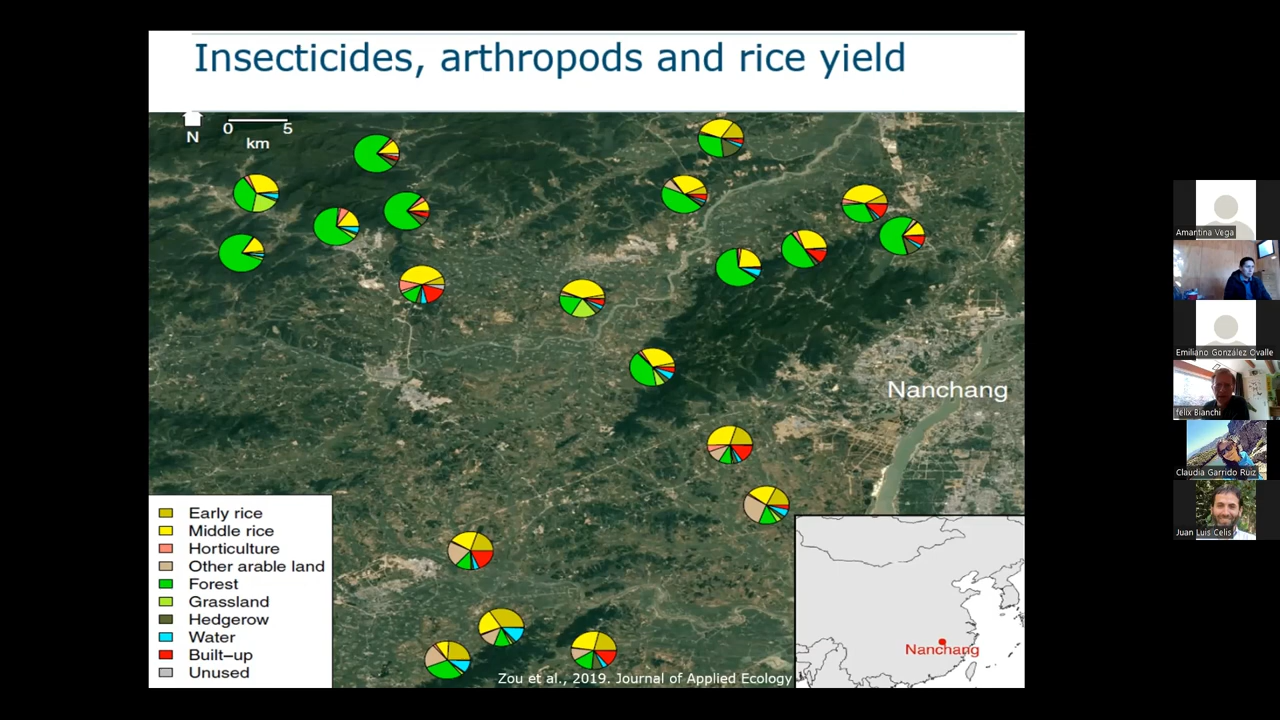 Insecticides, arthropods and rice yield
N
0 5
km
Nanchang
Early rice
Middle rice
Horticulture
Other arable land
Forest
Grassland
Hedgerow
Water
Built–up
Unused
Nanchang
Zou et al., 2019. Journal of Applied Ecology
Amantina Vega
Emiliano González Ovalle
felix Bianchi
Claudia Garrido Ruiz
Juan Luis Celis